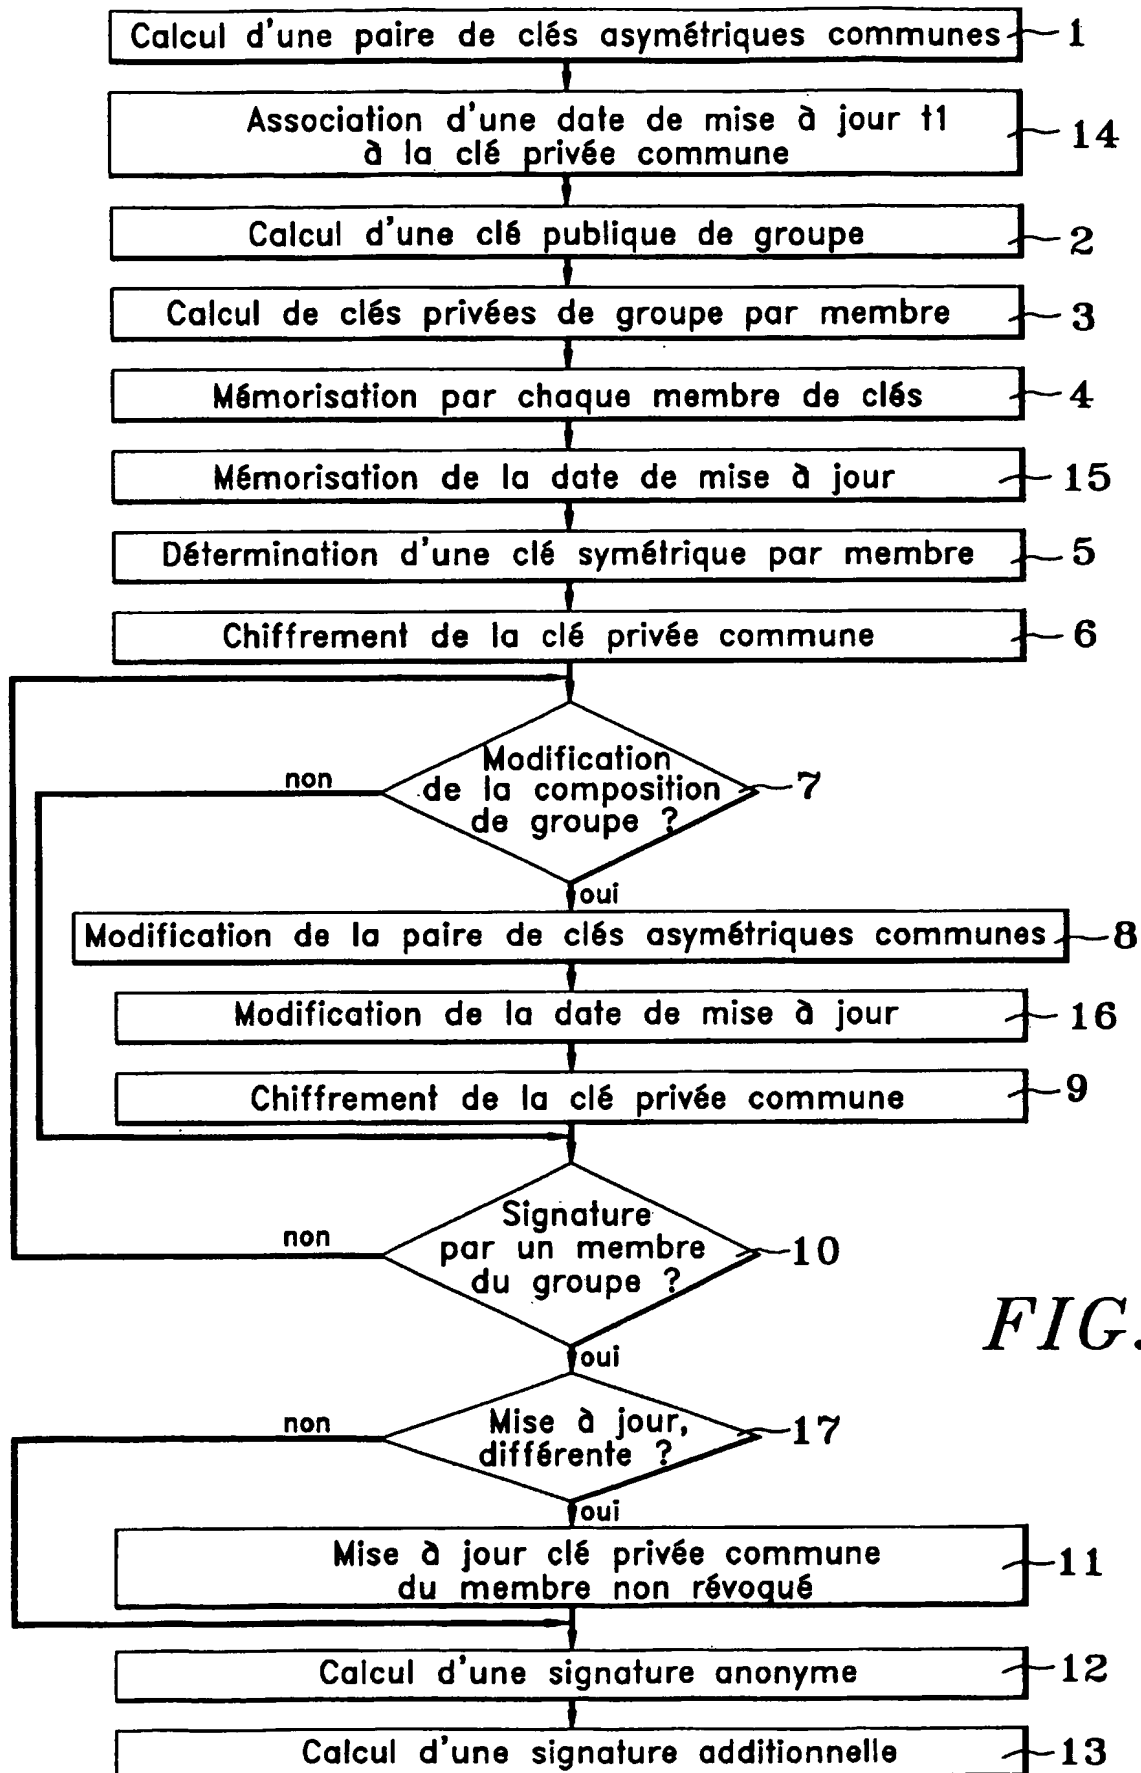 Calcul d'une paire de clés asymétriques communes 1
Association d'une date de mise à jour t1
à la clé privée commune 14
Calcul d'une clé publique de groupe 2
Calcul de clés privées de groupe par membre 3
Mémorisation par chaque membre de clés 4
Mémorisation de la date de mise à jour 15
Détermination d'une clé symétrique par membre 5
Chiffrement de la clé privée commune 6
Modification
de la composition
de groupe ? 7
non
oui
Modification de la paire de clés asymétriques communes 8
Modification de la date de mise à jour 16
Chiffrement de la clé privée commune 9
Signature
par un membre
du groupe ? 10
non
FIG.
oui
Mise à jour,
différente ? 17
non
oui
Mise à jour clé privée commune
du membre non révoqué 11
Calcul d'une signature anonyme 12
Calcul d'une signature additionnelle 13